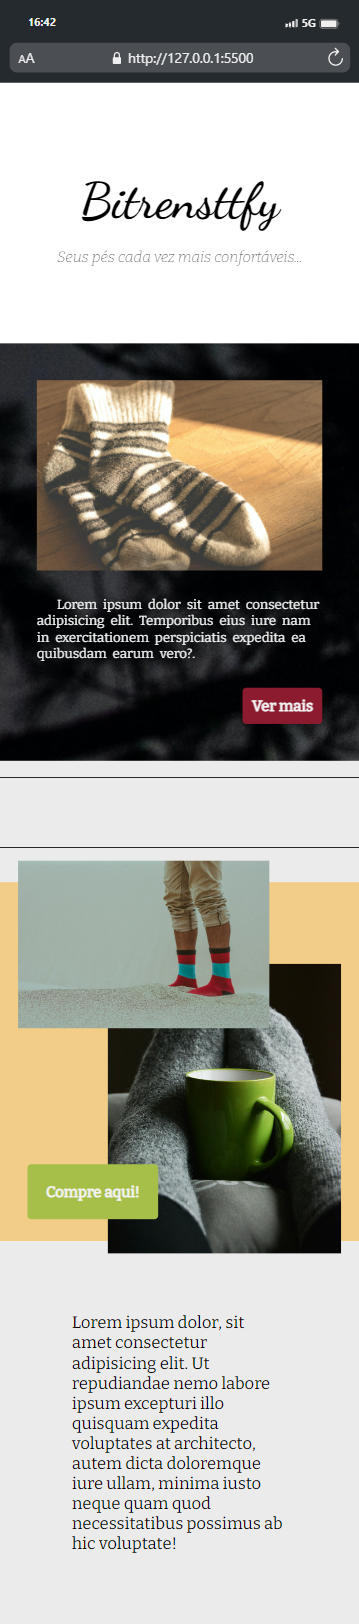 16:42
5G
AA
http://127.0.0.1:5500
Bitrensttfy
Seus pés cada vez mais confortáveis...
Lorem ipsum dolor sit amet consectetur
adipisicing elit. Temporibus eius iure nam
in exercitationem perspiciatis expedita ea
quibusdam earum vero?.
Ver mais
Compre aqui!
Lorem ipsum dolor, sit
amet consectetur
adipisicing elit. Ut
repudiandae nemo labore
ipsum excepturi illo
quisquam expedita
voluptates at architecto,
autem dicta doloremque
iure ullam, minima iusto
neque quam quod
necessitatibus possimus ab
hic voluptate!